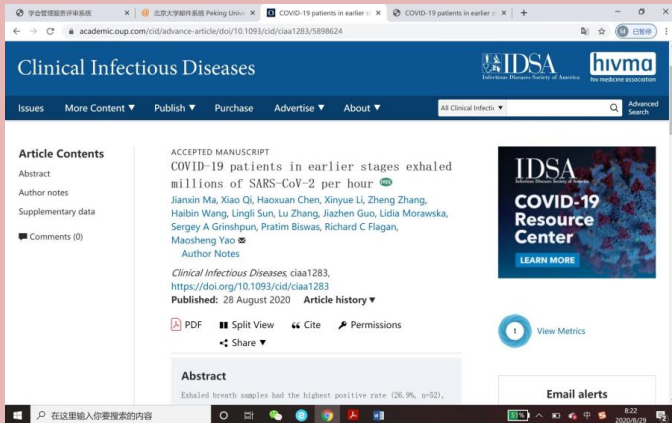 学会管理服务评审系统
北京大学邮件系统 Peking Unive
COVID-19 patients in earlier st
COVID-19 patients in earlier st
academic.oup.com/cid/advance-article/doi/10.1093/cid/ciaa1283/5898624
已暂停
Clinical Infectious Diseases
IDSA
Infectious Diseases Society of America
hivma
hiv medicine association
Issues
More Content ▼
Publish ▼
Purchase
Advertise ▼
About ▼
All Clinical Infectio ▼
Advanced
Search
Article Contents
Abstract
Author notes
Supplementary data
Comments (0)
ACCEPTED MANUSCRIPT
COVID-19 patients in earlier stages exhaled
millions of SARS-CoV-2 per hour FREE
Jianxin Ma, Xiao Qi, Haoxuan Chen, Xinyue Li, Zheng Zhang,
Haibin Wang, Lingli Sun, Lu Zhang, Jiazhen Guo, Lidia Morawska,
Sergey A Grinshpun, Pratim Biswas, Richard C Flagan,
Maosheng Yao
Author Notes
Clinical Infectious Diseases, ciaa1283,
https://doi.org/10.1093/cid/ciaa1283
Published: 28 August 2020 Article history ▼
PDF
Split View
Cite
Permissions
Share ▼
Abstract
Exhaled breath samples had the highest positive rate (26.9%, n=52),
IDSA
COVID-19
Resource
Center
LEARN MORE
1
View Metrics
Email alerts
在这里输入你要搜索的内容
51%
中
8:22
2020/8/29